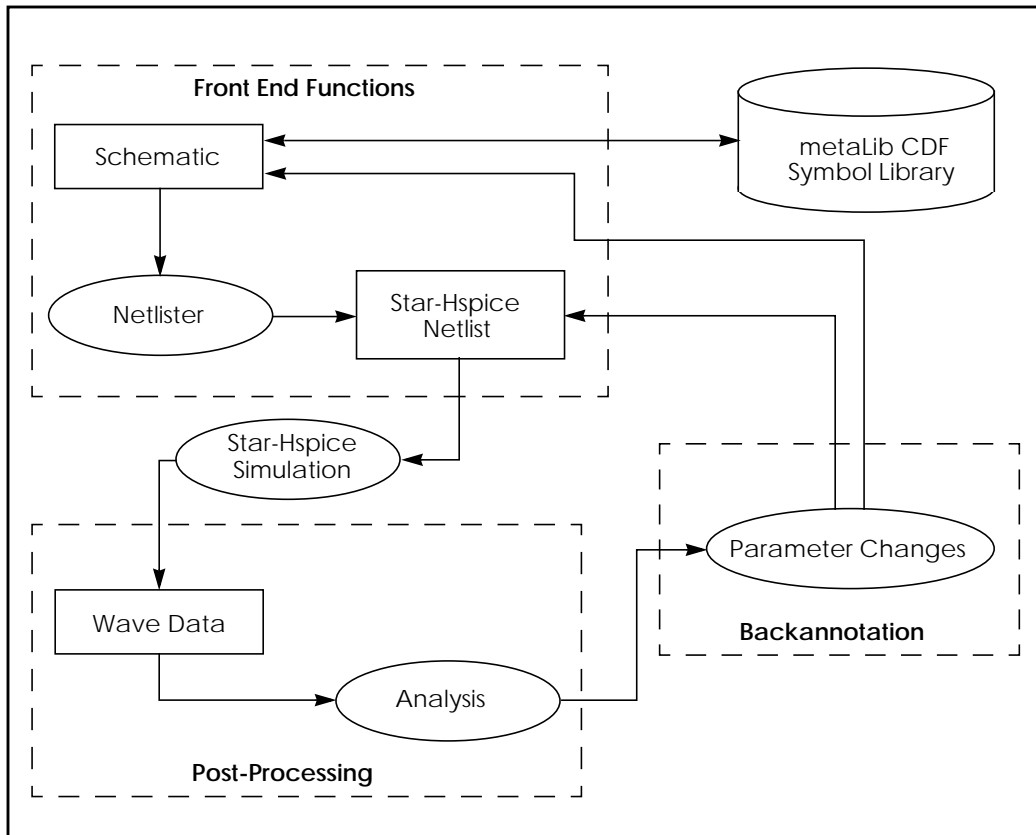 Front End Functions
Schematic
metaLib CDF
Symbol Library
Netlister
Star-Hspice
Netlist
Star-Hspice
Simulation
Parameter Changes
Backannotation
Wave Data
Analysis
Post-Processing